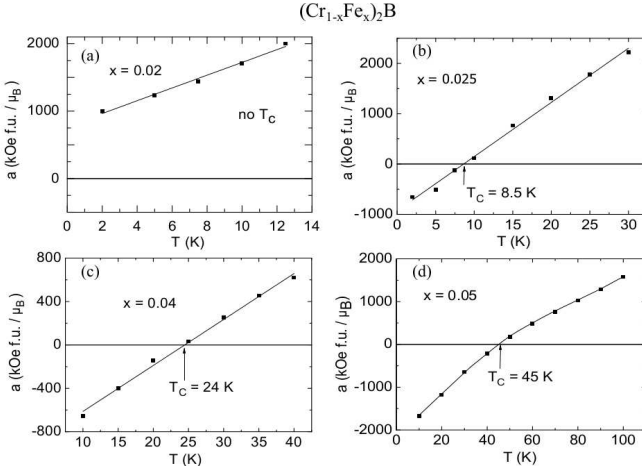 (Cr1-xFex)2B
(a)
x = 0.02
no TC
a (kOe f.u. / μB)
2000
1000
0
0 2 4 6 8 10 12 14
T (K)
(b)
x = 0.025
TC = 8.5 K
a (kOe f.u. / μB)
2000
1000
0
-1000
0 5 10 15 20 25 30
T (K)
(c)
x = 0.04
TC = 24 K
a (kOe f.u. / μB)
800
400
0
-400
-800
10 15 20 25 30 35 40
T (K)
(d)
x = 0.05
TC = 45 K
a (kOe f.u. / μB)
2000
1000
0
-1000
-2000
0 20 40 60 80 100
T (K)